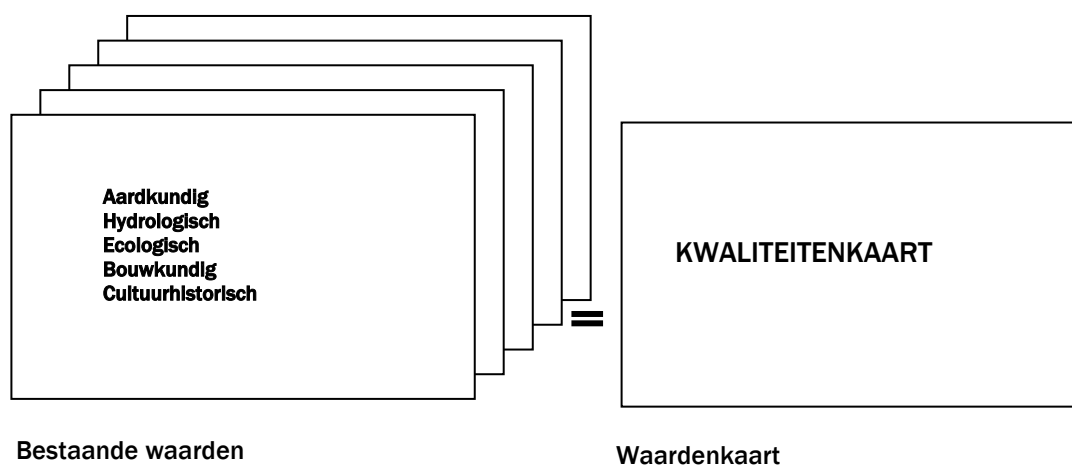 Aardkundig
Hydrologisch
Ecologisch
Bouwkundig
Cultuurhistorisch
=
KWALITEITENKAART
Bestaande waarden
Waardenkaart